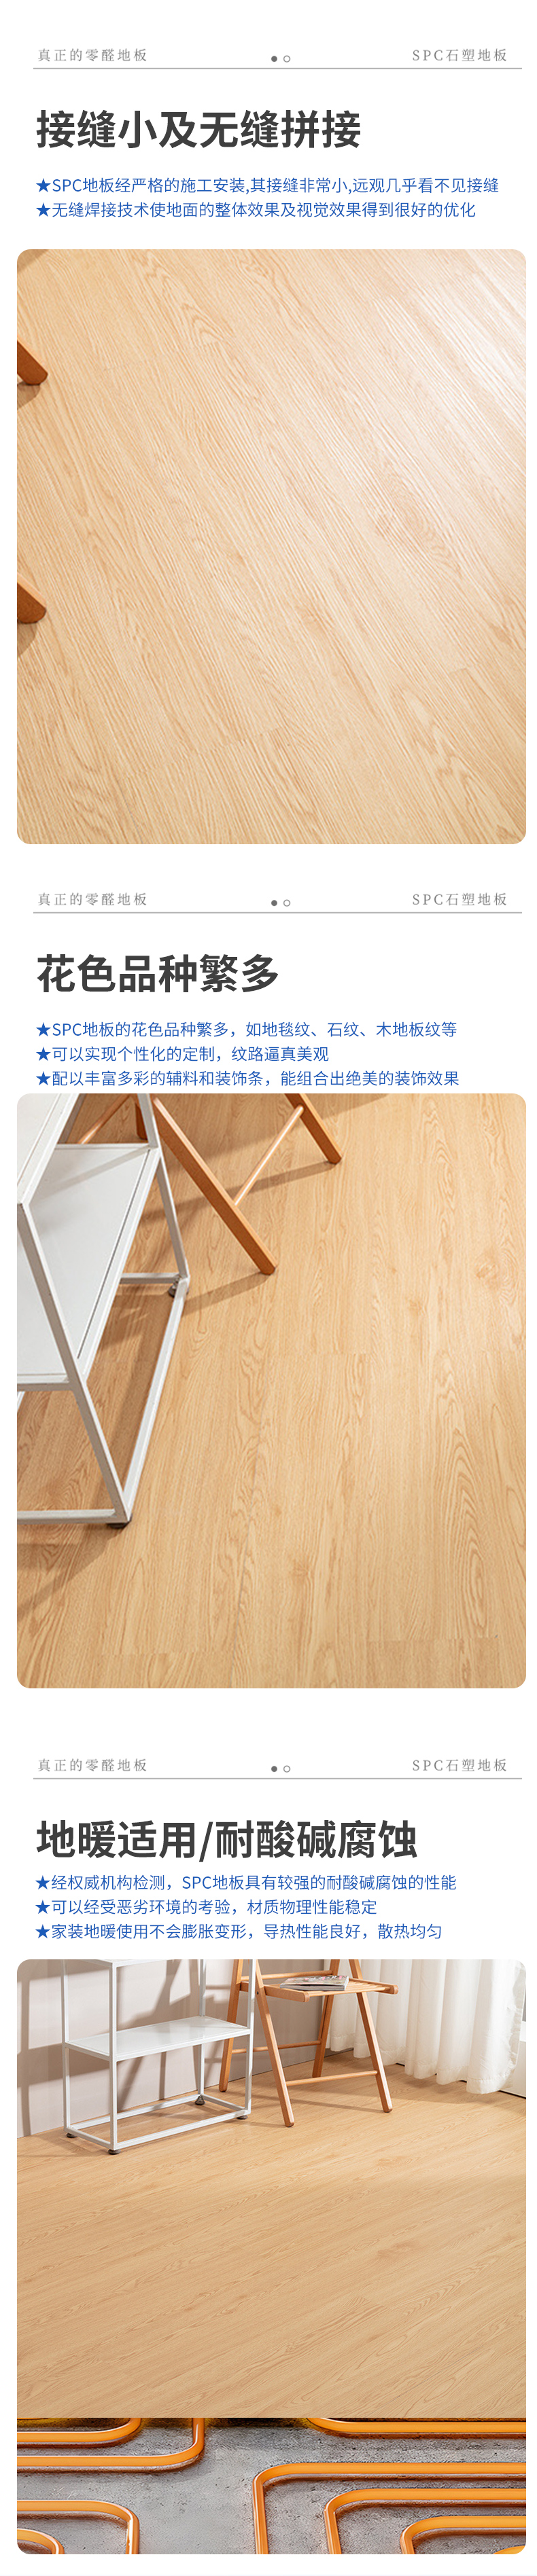 真正的零醛地板
SPC石塑地板
接缝小及无缝拼接
★SPC地板经严格的施工安装,其接缝非常小,远观几乎看不见接缝
★无缝焊接技术使地面的整体效果及视觉效果得到很好的优化
真正的零醛地板
SPC石塑地板
花色品种繁多
★SPC地板的花色品种繁多，如地毯纹、石纹、木地板纹等
★可以实现个性化的定制，纹路逼真美观
★配以丰富多彩的辅料和装饰条，能组合出绝美的装饰效果
真正的零醛地板
SPC石塑地板
地暖适用/耐酸碱腐蚀
★经权威机构检测，SPC地板具有较强的耐酸碱腐蚀的性能
★可以经受恶劣环境的考验，材质物理性能稳定
★家装地暖使用不会膨胀变形，导热性能良好，散热均匀